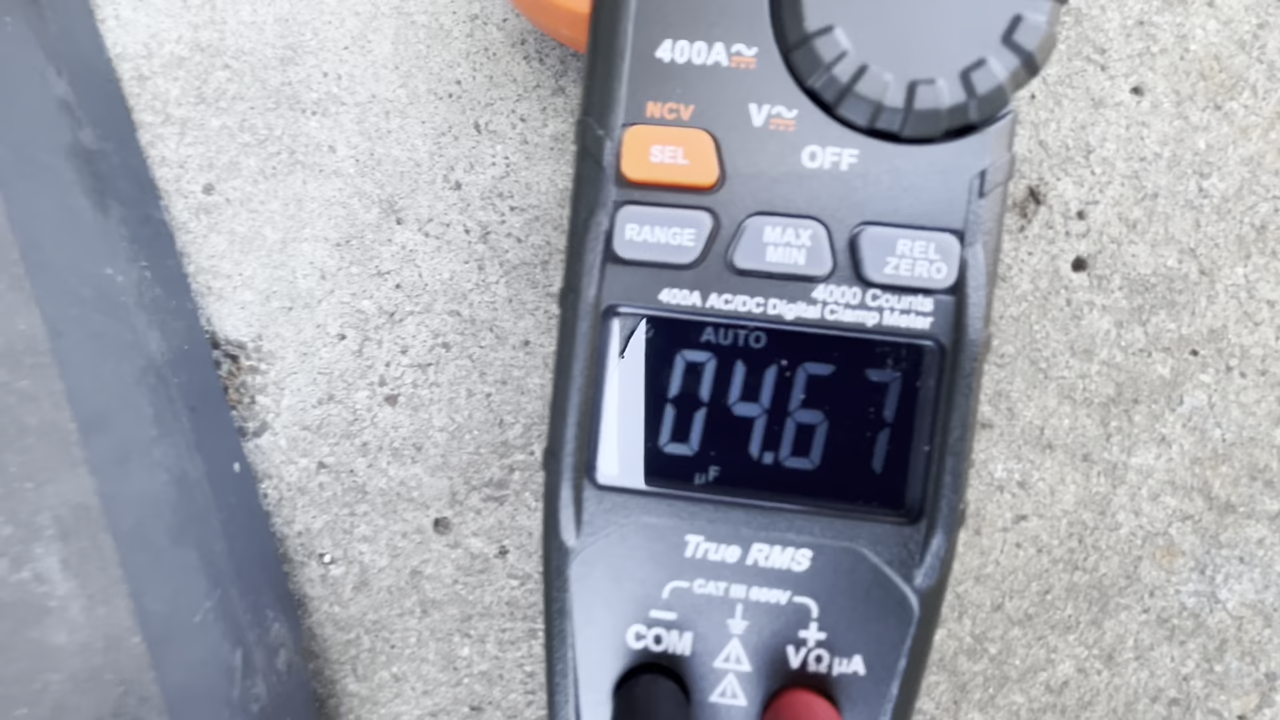 400A
NCV
V
SEL
OFF
RANGE
MAX
MIN
REL
ZERO
4000 Counts
400A AC/DC Digital Clamp Meter
AUTO
04.67
µF
True RMS
CAT III 600V
− +
COM
VΩµA